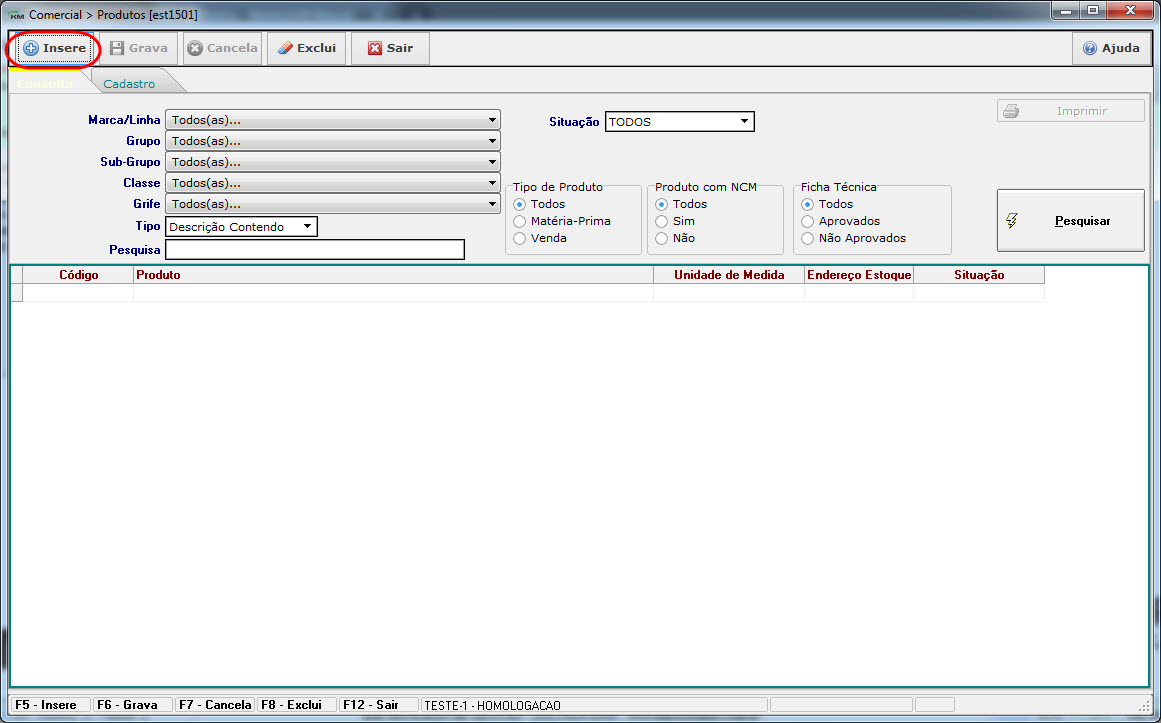 KM Comercial > Produtos [est1501]
Insere Grava Cancela Exclui Sair Ajuda
Consulta Cadastro
Marca/Linha Todos(as)... Situação TODOS Imprimir
Grupo Todos(as)...
Sub-Grupo Todos(as)...
Classe Todos(as)...
Grife Todos(as)...
Tipo Descrição Contendo
Pesquisa
Tipo de Produto
Todos
Matéria-Prima
Venda
Produto com NCM
Todos
Sim
Não
Ficha Técnica
Todos
Aprovados
Não Aprovados
Pesquisar
Código Produto Unidade de Medida Endereço Estoque Situação
F5 - Insere F6 - Grava F7 - Cancela F8 - Exclui F12 - Sair TESTE-1 - HOMOLOGACAO